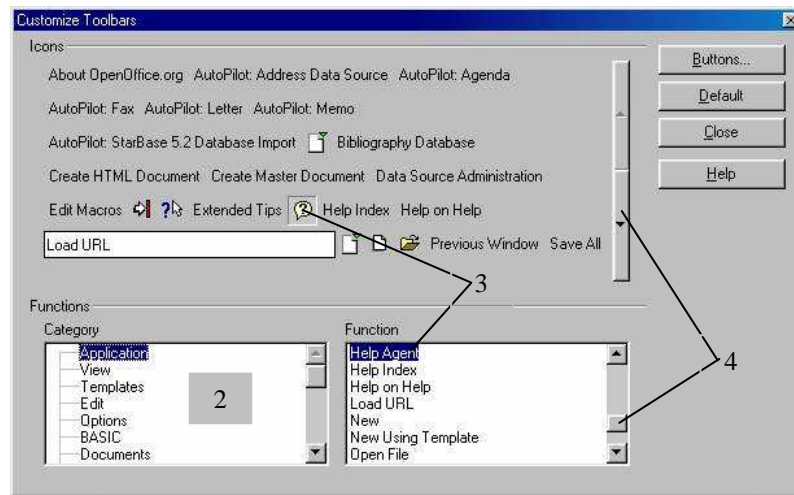 Customize Toolbars
Icons
Buttons...
About OpenOffice.org AutoPilot: Address Data Source AutoPilot: Agenda
Default
AutoPilot: Fax AutoPilot: Letter AutoPilot: Memo
Close
AutoPilot: StarBase 5.2 Database Import Bibliography Database
Help
Create HTML Document Create Master Document Data Source Administration
Edit Macros Extended Tips Help Index Help on Help
Load URL Previous Window Save All
3
Functions
Category
Application
View
Templates
Edit
Options
BASIC
Documents
2
Function
Help Agent
Help Index
Help on Help
Load URL
New
New Using Template
Open File
4